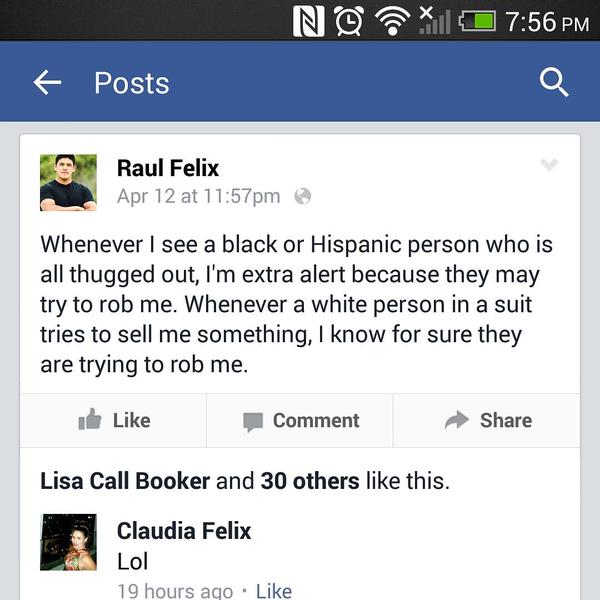 7:56 PM
Posts
Raul Felix
Apr 12 at 11:57pm
Whenever I see a black or Hispanic person who is
all thugged out, I'm extra alert because they may
try to rob me. Whenever a white person in a suit
tries to sell me something, I know for sure they
are trying to rob me.
Like Comment Share
Lisa Call Booker and 30 others like this.
Claudia Felix
Lol
19 hours ago · Like